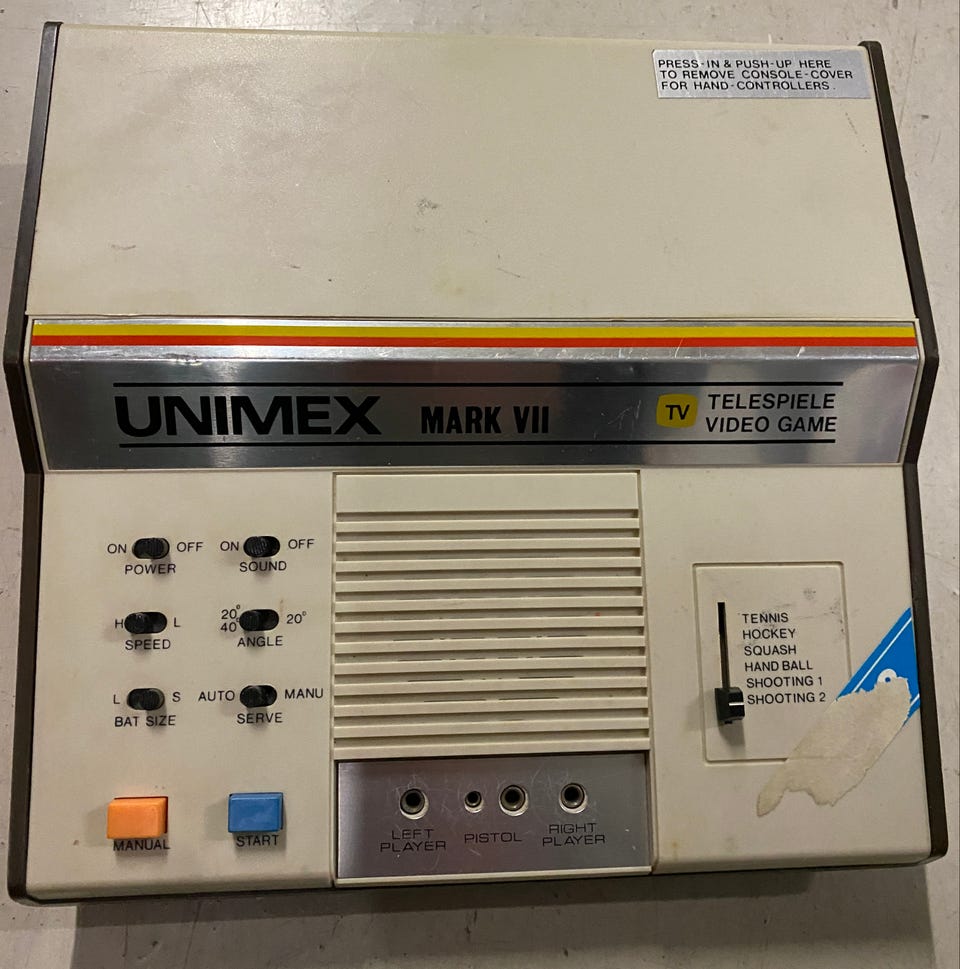 PRESS-IN & PUSH-UP HERE
TO REMOVE CONSOLE-COVER
FOR HAND-CONTROLLERS.
UNIMEX MARK VII
TV
TELESPIELE
VIDEO GAME
ON OFF
POWER
ON OFF
SOUND
H L
SPEED
20°
40° 20°
ANGLE
L S
BAT SIZE
AUTO MANU
SERVE
MANUAL
START
LEFT
PLAYER
PISTOL
RIGHT
PLAYER
TENNIS
HOCKEY
SQUASH
HAND BALL
SHOOTING 1
SHOOTING 2